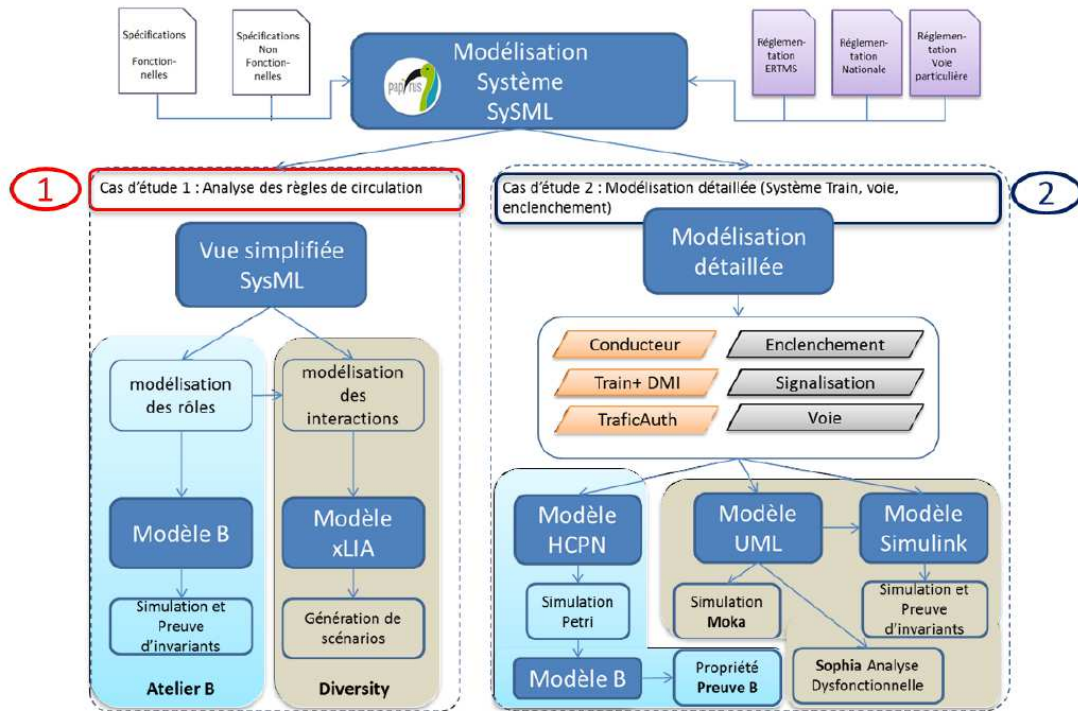 Spécifications
Fonction-
nelles
Spécifications
Non
Fonction-
nelles
papyrus
Modélisation
Système
SySML
Réglemen-
tation
ERTMS
Réglemen-
tation
Nationale
Réglemen-
tation
Voie
particulière
1
Cas d'étude 1 : Analyse des règles de circulation
Vue simplifiée
SysML
modélisation
des rôles
modélisation
des
interactions
Modèle B
Modèle
xLIA
Simulation et
Preuve
d'invariants
Génération de
scénarios
Atelier B
Diversity
2
Cas d'étude 2 : Modélisation détaillée (Système Train, voie,
enclenchement)
Modélisation
détaillée
Conducteur
Enclenchement
Train+ DMI
Signalisation
TraficAuth
Voie
Modèle
HCPN
Modèle
UML
Modèle
Simulink
Simulation
Petri
Simulation
Moka
Simulation et
Preuve
d'invariants
Modèle B
Propriété
Preuve B
Sophia Analyse
Dysfonctionnelle